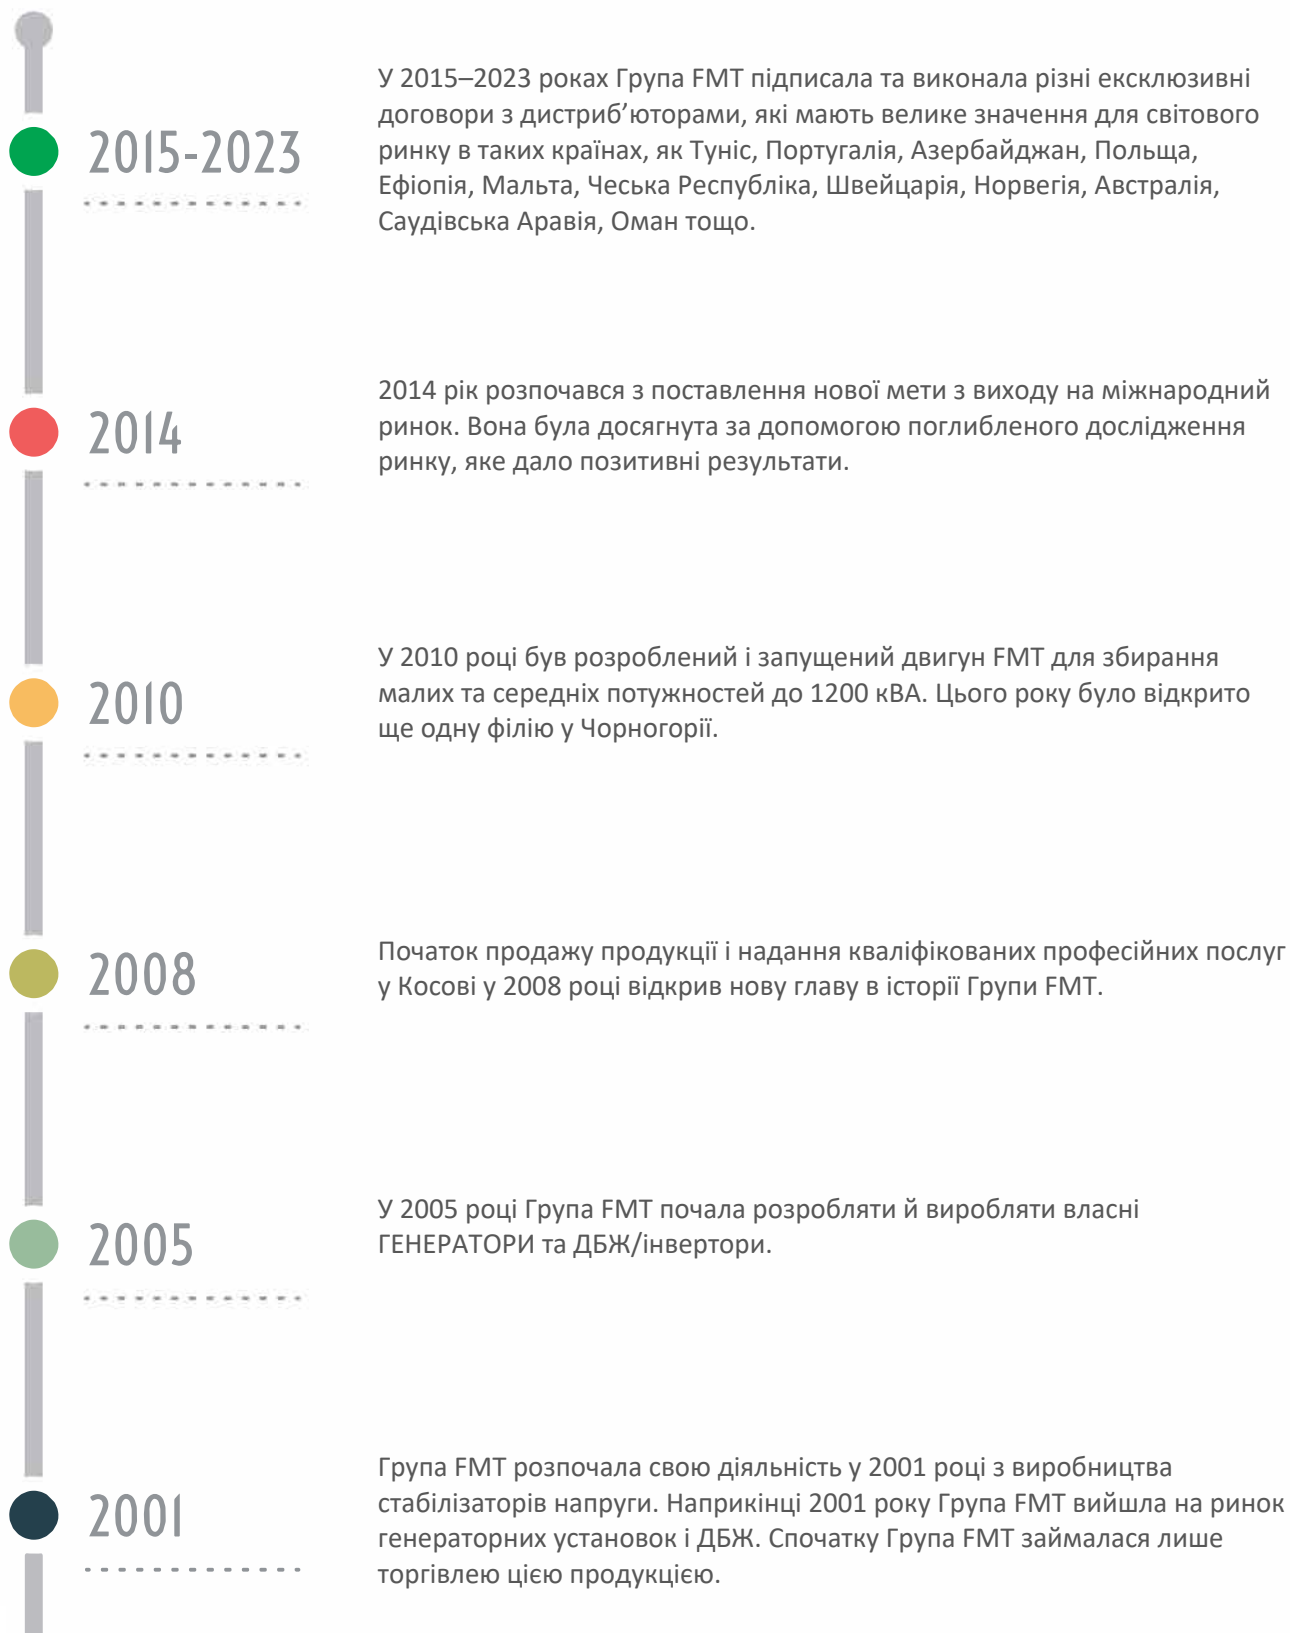 У 2015–2023 роках Група FMT підписала та виконала різні ексклюзивні
договори з дистриб’юторами, які мають велике значення для світового
2015-2023
ринку в таких країнах, як Туніс, Португалія, Азербайджан, Польща,
Ефіопія, Мальта, Чеська Республіка, Швейцарія, Норвегія, Австралія,
Саудівська Аравія, Оман тощо.
2014 рік розпочався з поставлення нової мети з виходу на міжнародний
2014
ринок. Вона була досягнута за допомогою поглибленого дослідження
ринку, яке дало позитивні результати.
У 2010 році був розроблений і запущений двигун FMT для збирання
2010
малих та середніх потужностей до 1200 кВА. Цього року було відкрито
ще одну філію у Чорногорії.
Початок продажу продукції і надання кваліфікованих професійних послуг
2008
у Косові у 2008 році відкрив нову главу в історії Групи FMT.
У 2005 році Група FMT почала розробляти й виробляти власні
2005
ГЕНЕРАТОРИ та ДБЖ/інвертори.
Група FMT розпочала свою діяльність у 2001 році з виробництва
стабілізаторів напруги. Наприкінці 2001 року Група FMT вийшла на ринок
2001
генераторних установок і ДБЖ. Спочатку Група FMT займалася лише
торгівлею цією продукцією.